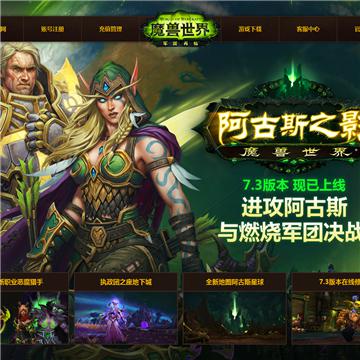 网
账号注册
充值管理
WORLD OF WARCRAFT
魔兽世界
军团再临
游戏下载
客服中心
阿古斯之影
魔兽世界
7.3版本 现已上线
进攻阿古斯
与燃烧军团决战
新职业恶魔猎手
执政团之座地下城
全新地图阿古斯星球
7.3版本在线修